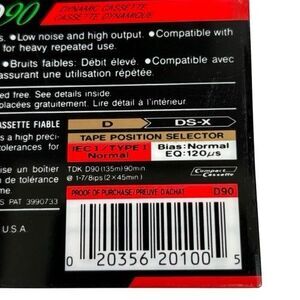 D90 DYNAMIC CASSETTE
CASSETTE DYNAMIQUE
s. •Low noise and high output. •Compatible with
for heavy repeated use.
•Bruits faibles: Débit élevé. •Compatible avec
assurant une utilisation répétée.
ed free. See details inside.
placées gratuitement. Lire détail à l'intérieur.
CASSETTE FIABLE
s a high preci-
tolerances for
ise un boîtier
de tolérance
me
S PAT 3990733
U.S.A.
D DS-X
TAPE POSITION SELECTOR
IEC I / TYPE I
Normal
Bias: Normal
EQ: 120μs
TDK D90 (135m) 90min.
@ 1-7/8ips (2×45min)
Compact Cassette
PROOF OF PURCHASE/PREUVE D'ACHAT D90
0 20356 20100 5